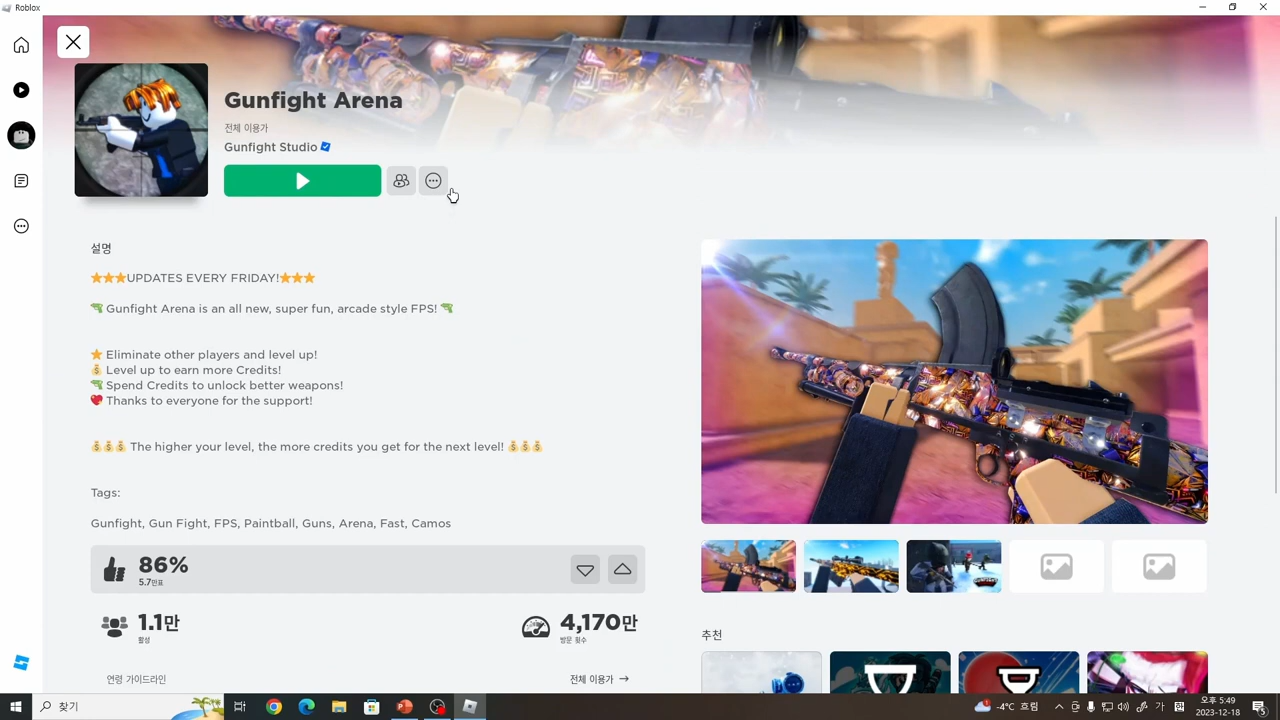 Roblox
Gunfight Arena
전체 이용가
Gunfight Studio
설명
⭐⭐⭐UPDATES EVERY FRIDAY!⭐⭐⭐
🔫 Gunfight Arena is an all new, super fun, arcade style FPS! 🔫
⭐ Eliminate other players and level up!
💰 Level up to earn more Credits!
🔫 Spend Credits to unlock better weapons!
❤️ Thanks to everyone for the support!
💰💰💰 The higher your level, the more credits you get for the next level! 💰💰💰
Tags:
Gunfight, Gun Fight, FPS, Paintball, Guns, Arena, Fast, Camos
86%
5.7만표
1.1만
활성
4,170만
방문 횟수
추천
연령 가이드라인
전체 이용가 →
찾기
-4°C 흐림
가
오후 5:49
2023-12-18